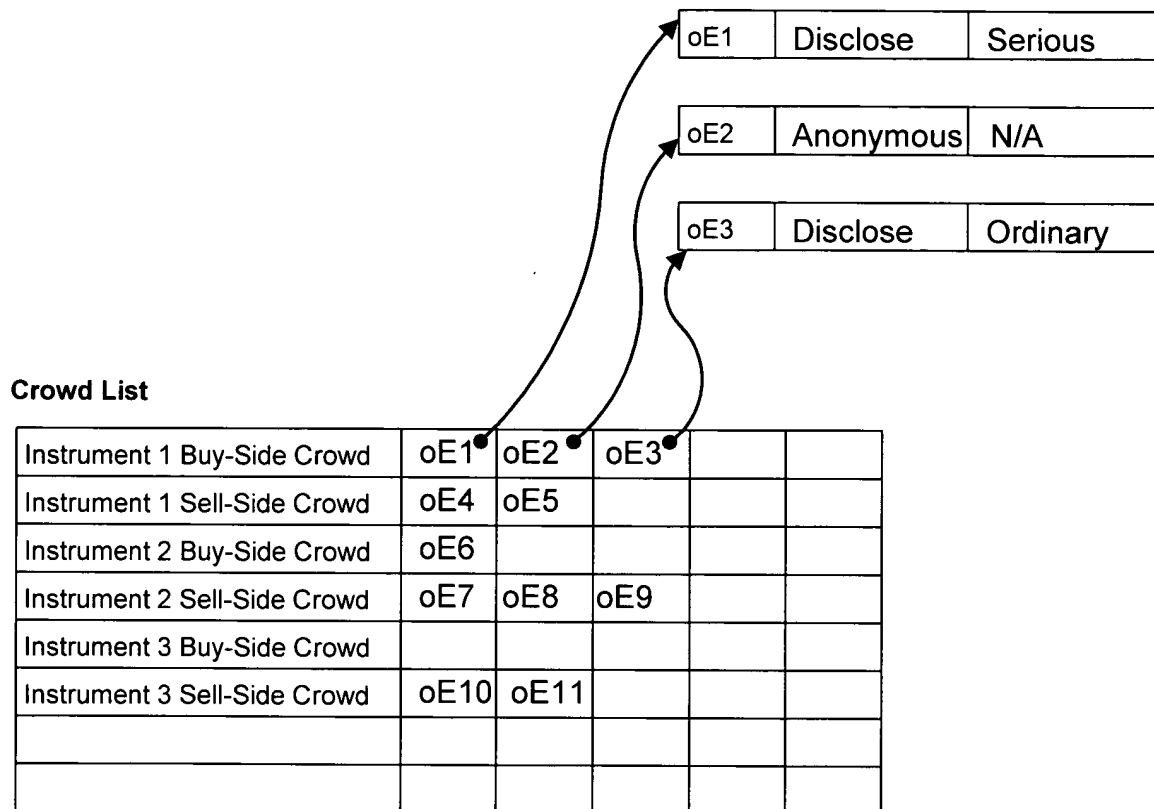 oE1 Disclose Serious
oE2 Anonymous N/A
oE3 Disclose Ordinary
Crowd List
Instrument 1 Buy-Side Crowd oE1 oE2 oE3
Instrument 1 Sell-Side Crowd oE4 oE5
Instrument 2 Buy-Side Crowd oE6
Instrument 2 Sell-Side Crowd oE7 oE8 oE9
Instrument 3 Buy-Side Crowd
Instrument 3 Sell-Side Crowd oE10 oE11